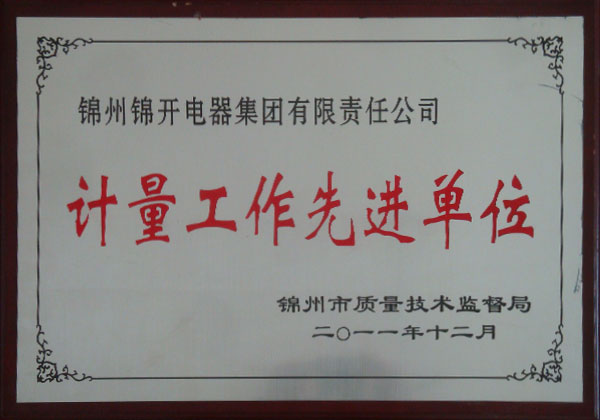 锦州锦开电器集团有限责任公司
计量工作先进单位
锦州市质量技术监督局
二〇一一年十二月